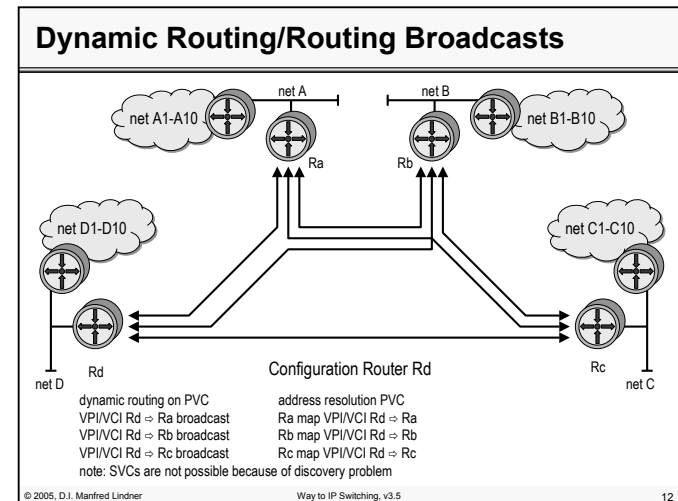 Dynamic Routing/Routing Broadcasts
net A
net B
net A1-A10
net B1-B10
Ra
Rb
net D1-D10
net C1-C10
Rd
Rc
net D
net C
Configuration Router Rd
dynamic routing on PVC
VPI/VCI Rd ⇨ Ra broadcast
VPI/VCI Rd ⇨ Rb broadcast
VPI/VCI Rd ⇨ Rc broadcast
address resolution PVC
Ra map VPI/VCI Rd ⇨ Ra
Rb map VPI/VCI Rd ⇨ Rb
Rc map VPI/VCI Rd ⇨ Rc
note: SVCs are not possible because of discovery problem
© 2005, D.I. Manfred Lindner
Way to IP Switching, v3.5
12